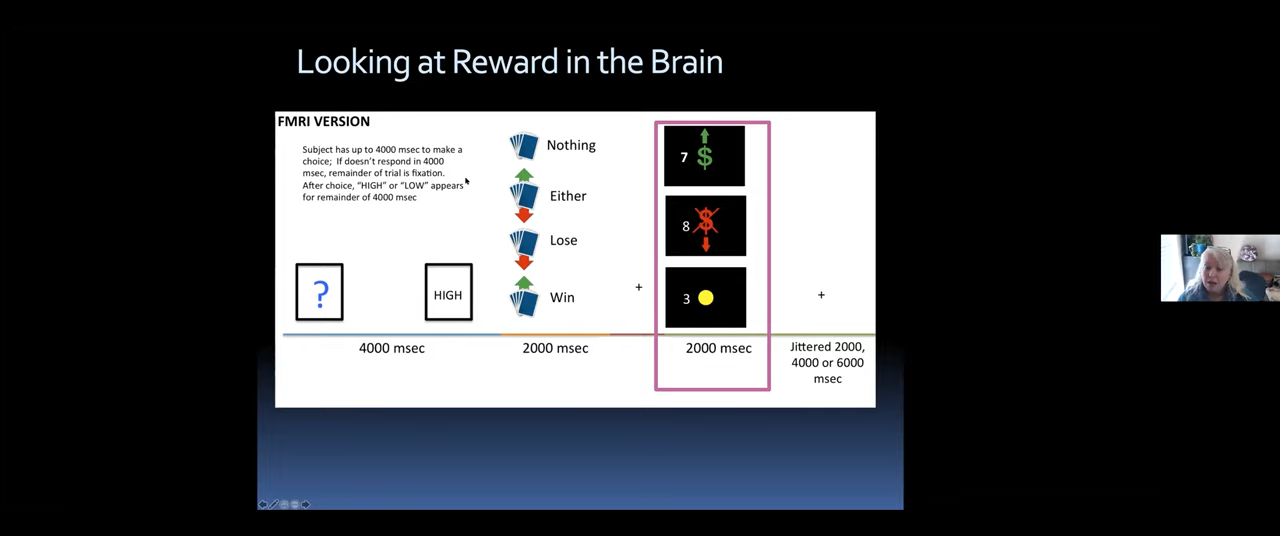 Looking at Reward in the Brain
FMRI VERSION
Subject has up to 4000 msec to make a
choice; If doesn't respond in 4000
msec, remainder of trial is fixation.
After choice, “HIGH” or “LOW” appears
for remainder of 4000 msec
?
HIGH
Nothing
Either
Lose
Win
+
7 $
8 $
3
+
4000 msec
2000 msec
2000 msec
Jittered 2000,
4000 or 6000
msec